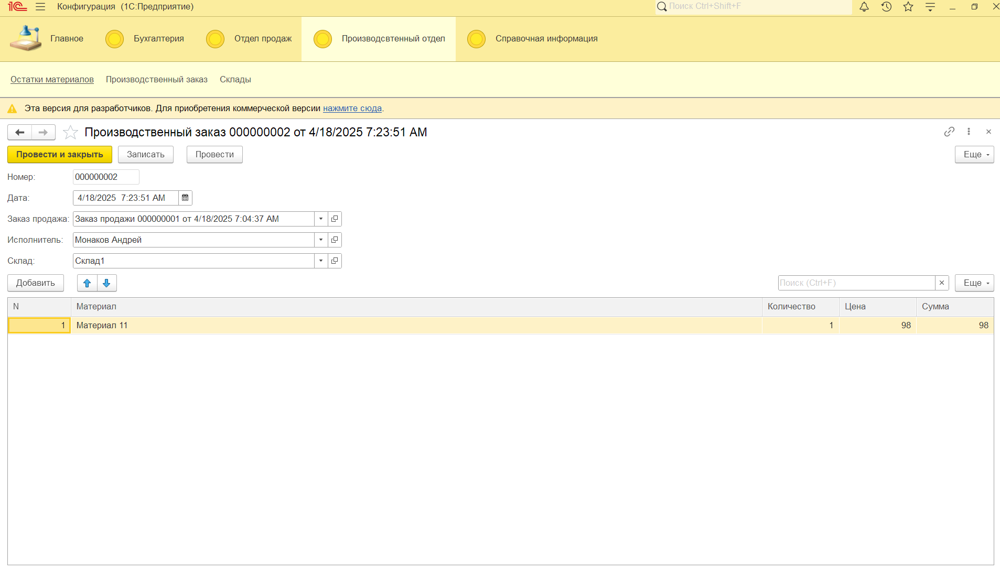 1С Конфигурация (1С:Предприятие) Поиск Ctrl+Shift+F
Главное Бухгалтерия Отдел продаж Производсвтенный отдел Справочная информация
Остатки материалов Производственный заказ Склады
Эта версия для разработчиков. Для приобретения коммерческой версии нажмите сюда.
Производственный заказ 000000002 от 4/18/2025 7:23:51 AM
Провести и закрыть Записать Провести Еще
Номер: 000000002
Дата: 4/18/2025 7:23:51 AM
Заказ продажа: Заказ продажи 000000001 от 4/18/2025 7:04:37 AM
Исполнитель: Монаков Андрей
Склад: Склад1
Добавить Поиск (Ctrl+F) Еще
N Материал Количество Цена Сумма
1 Материал 11 1 98 98